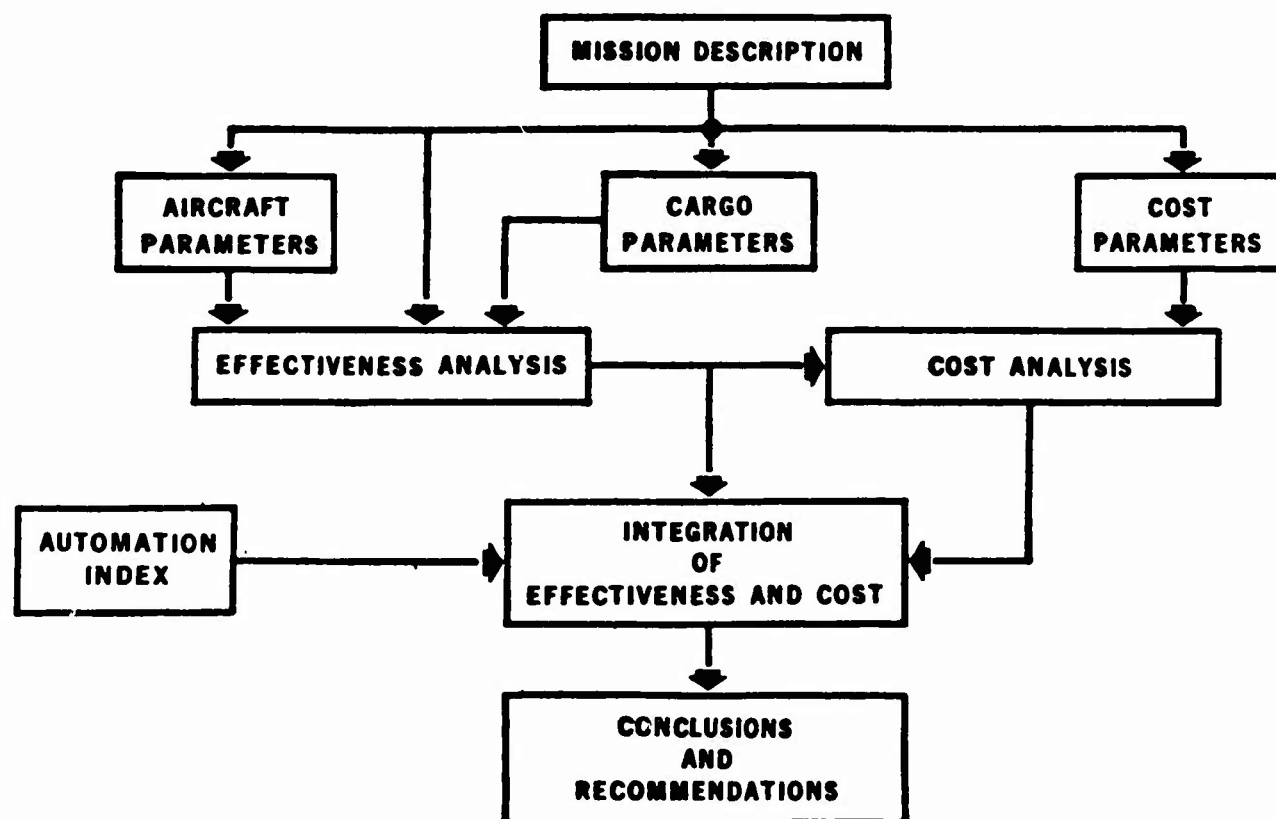 MISSION DESCRIPTION
AIRCRAFT
PARAMETERS
CARGO
PARAMETERS
COST
PARAMETERS
EFFECTIVENESS ANALYSIS
COST ANALYSIS
AUTOMATION
INDEX
INTEGRATION
OF
EFFECTIVENESS AND COST
CONCLUSIONS
AND
RECOMMENDATIONS